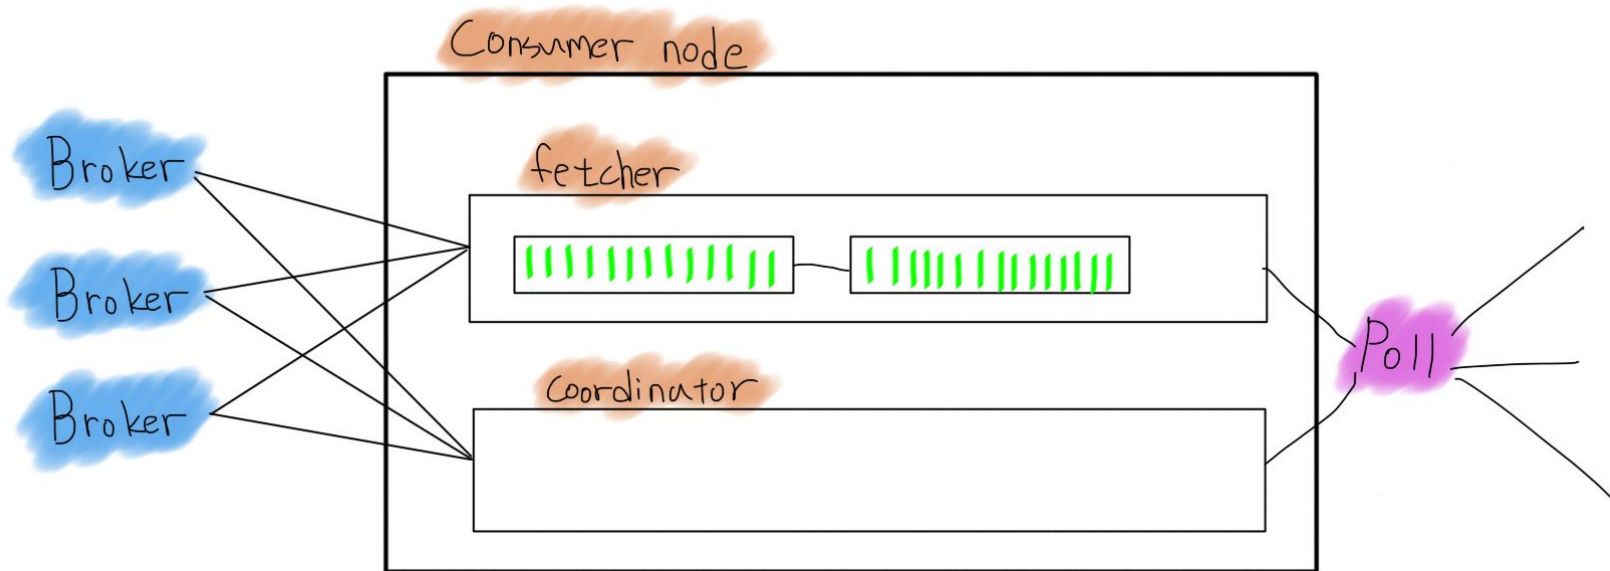 Consumer node
Broker
fetcher
Broker
Poll
coordinator
Broker